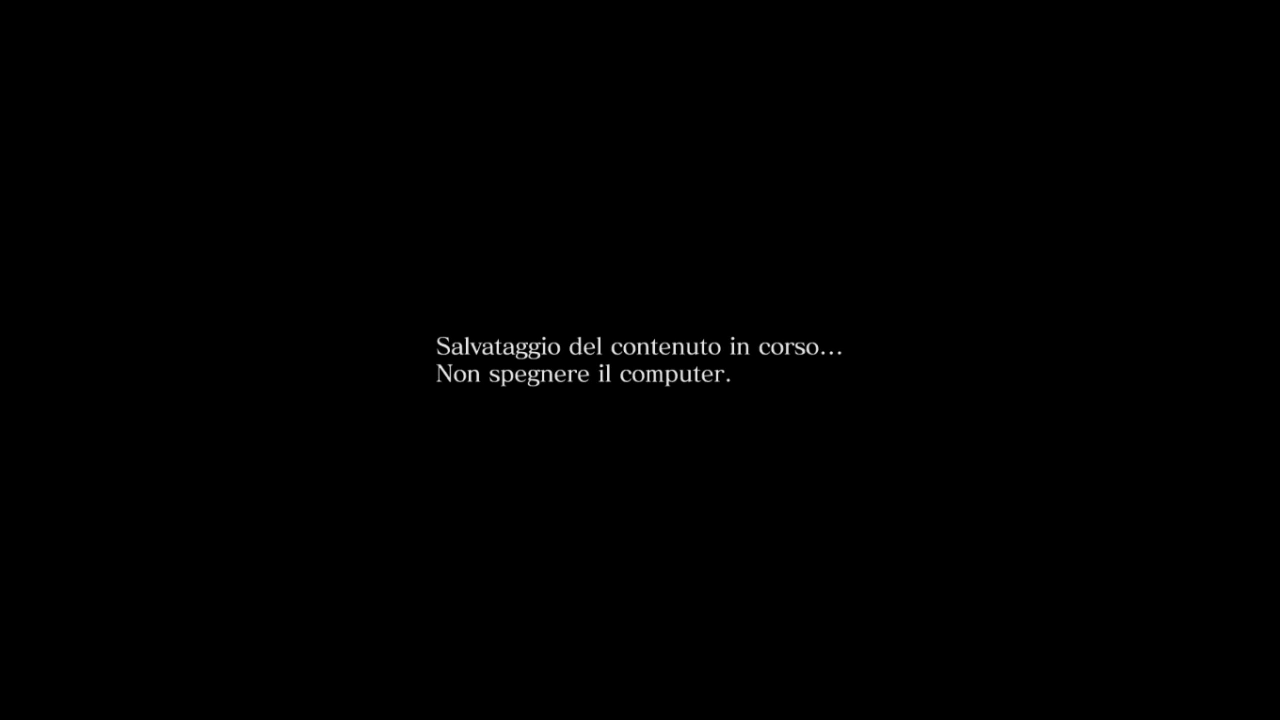 Salvataggio del contenuto in corso...
Non spegnere il computer.